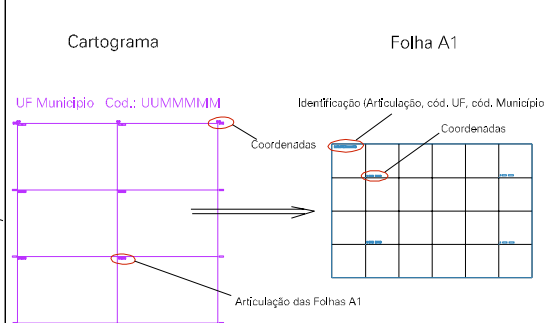 Cartograma
Folha A1
UF Município Cod.: UUMMMMM
Identificação (Articulação, cód. UF, cód. Município
Coordenadas
Coordenadas
Articulação das Folhas A1